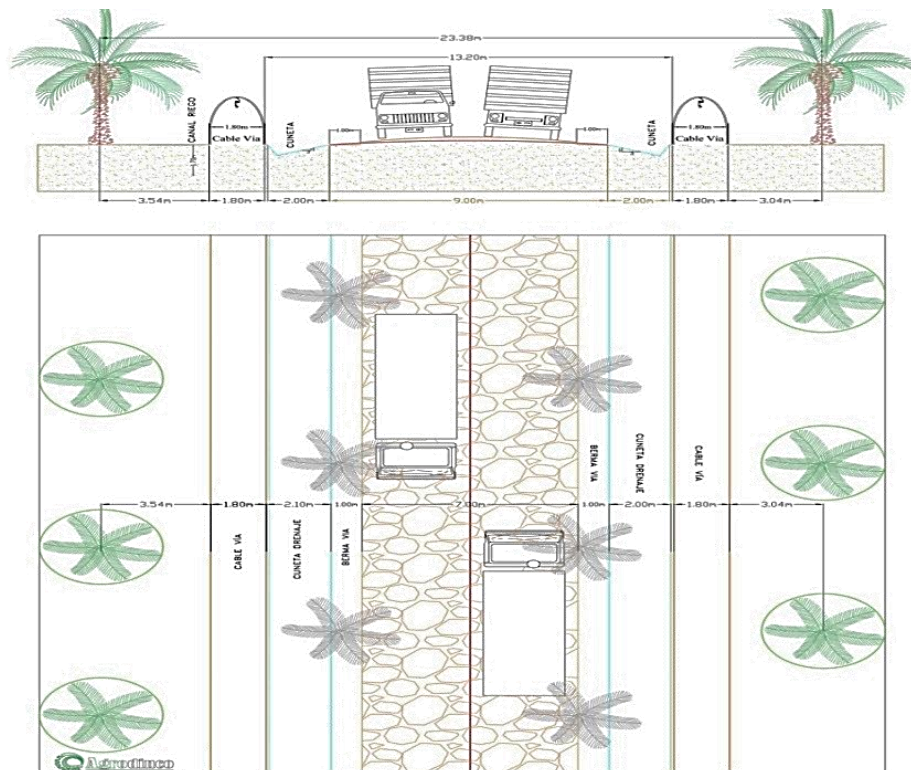 23.38m
13.20m
CANAL RIEGO
1.80m
Cable Vía
CUNETA
1.00m
1.00m
CUNETA
1.80m
Cable Vía
3.54m
1.80m
2.00m
9.00m
2.00m
1.80m
3.04m
BERMA VIA
CUNETA DRENAJE
CABLE VÍA
3.54m
1.80m
2.10m
1.00m
7.00m
1.00m
2.00m
1.80m
3.04m
CABLE VÍA
CUNETA DRENAJE
BERMA VIA
Agrodinco